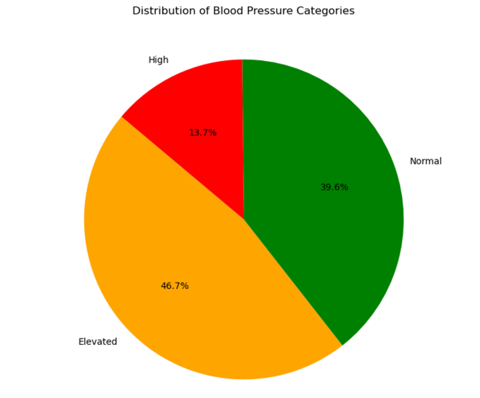 Distribution of Blood Pressure Categories
High
13.7%
Normal
39.6%
46.7%
Elevated